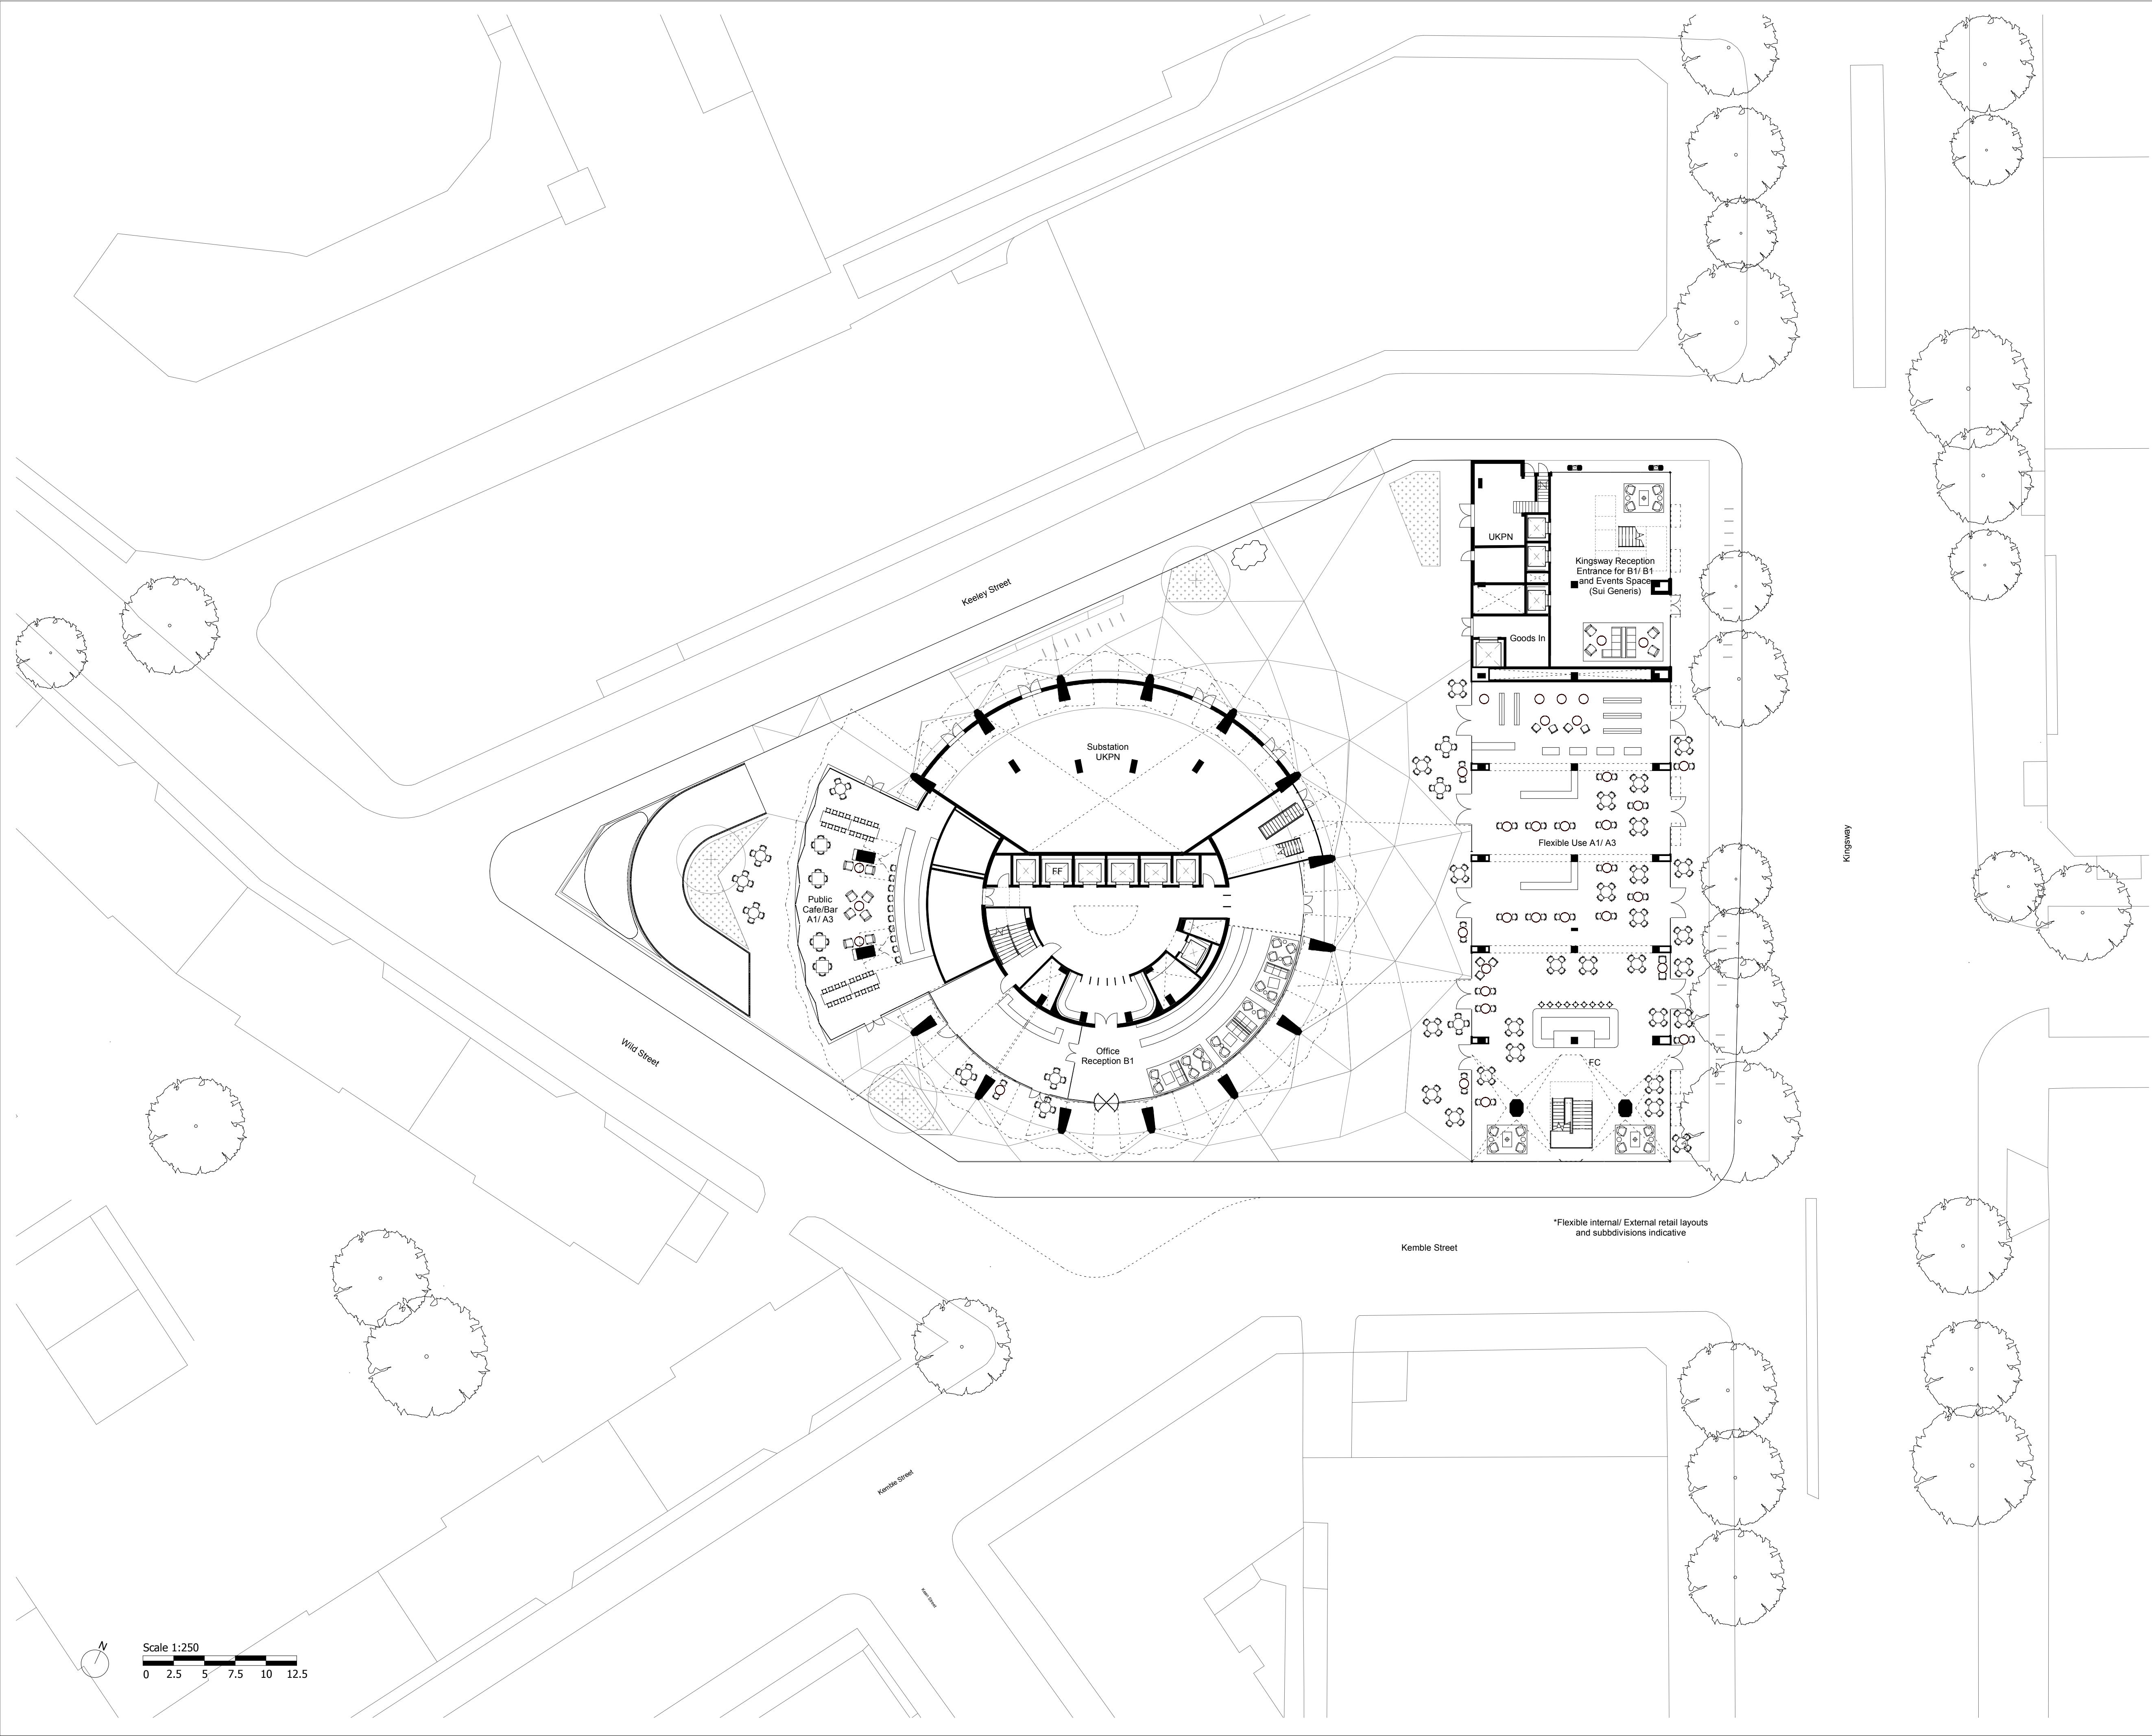 UKPN
Kingsway Reception
Entrance for B1/ B1
and Events Space
(Sui Generis)
Keeley Street
Goods In
Substation
UKPN
Flexible Use A1/ A3
Kingsway
FF
Public
Cafe/Bar
A1/ A3
Wild Street
Office
Reception B1
FC
*Flexible internal/ External retail layouts
and subbdivisions indicative
Kemble Street
Kemble Street
N
Scale 1:250
0 2.5 5 7.5 10 12.5